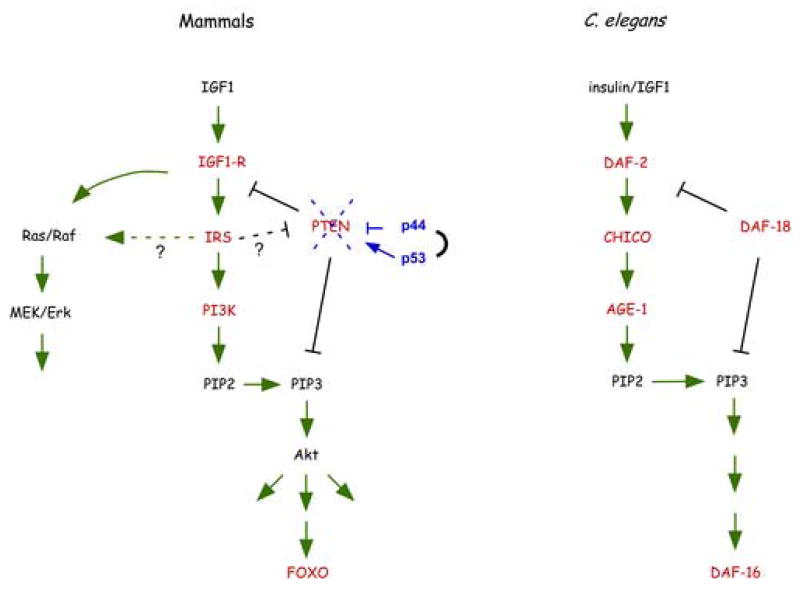 Mammals
C. elegans
IGF1
insulin/IGF1
IGF1-R
DAF-2
Ras/Raf
IRS
PTEN
p44
p53
?
?
CHICO
DAF-18
MEK/Erk
PI3K
AGE-1
PIP2
PIP3
PIP2
PIP3
Akt
FOXO
DAF-16